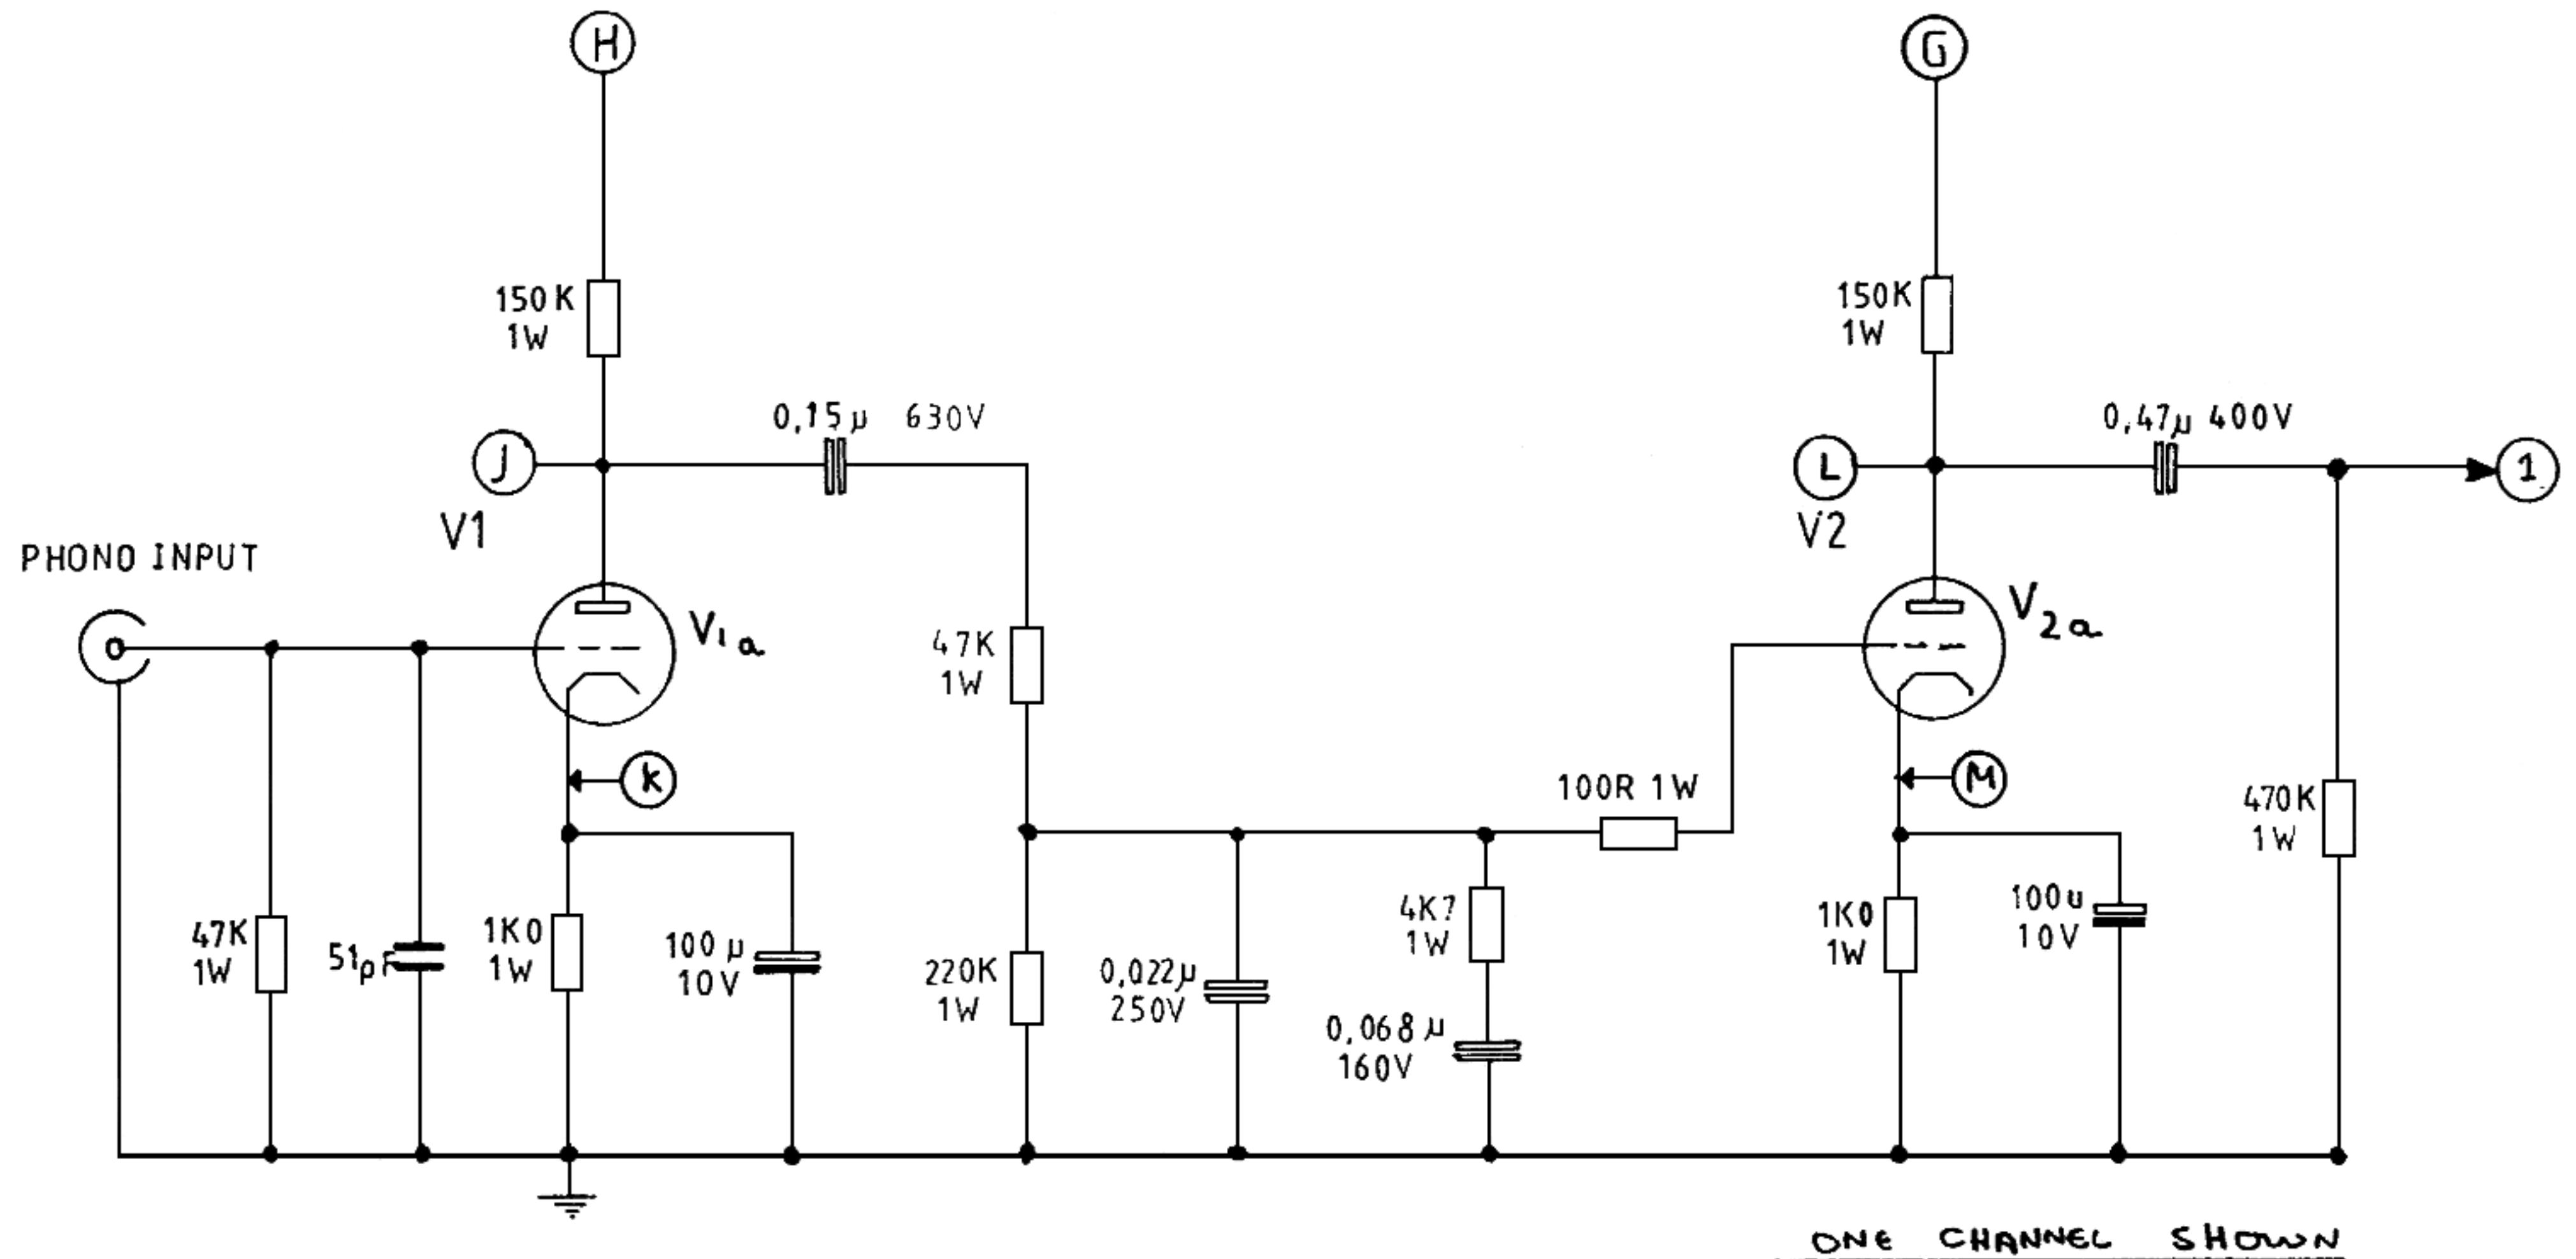 H
G
150K
1W
150K
1W
0,15µ 630V
0,47µ 400V
J
L
1
V1
V2
PHONO INPUT
V1a
V2a
47K
1W
k
M
100R 1W
470K
1W
47K
1W
51pF
1K0
1W
100µ
10V
220K
1W
0,022µ
250V
4K7
1W
0,068µ
160V
1K0
1W
100u
10V
ONE CHANNEL SHOWN